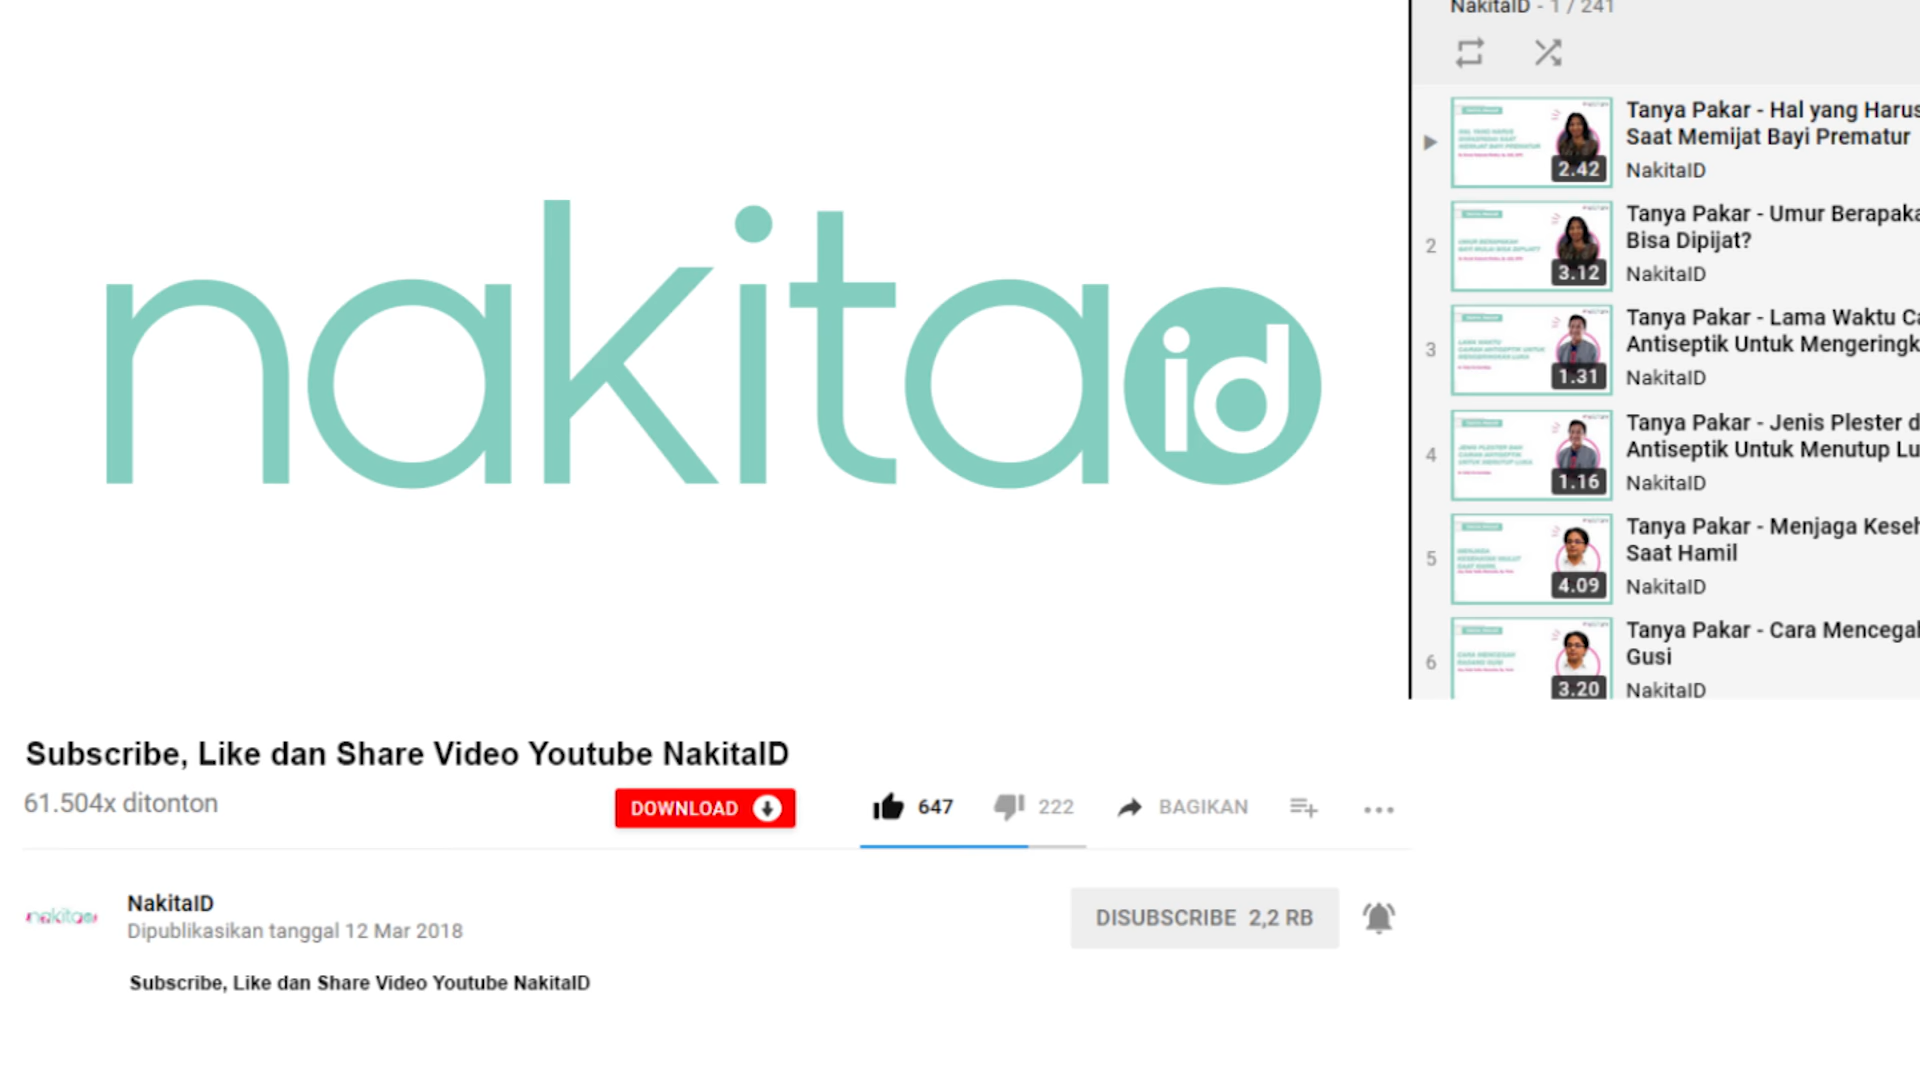 nakita id
NakitaID - 1 / 241
Tanya Pakar - Hal yang Harus
Saat Memijat Bayi Prematur
2.42
NakitaID
2
Tanya Pakar - Umur Berapaka
Bisa Dipijat?
3.12
NakitaID
3
Tanya Pakar - Lama Waktu Ca
Antiseptik Untuk Mengeringk
1.31
NakitaID
4
Tanya Pakar - Jenis Plester d
Antiseptik Untuk Menutup Lu
1.16
NakitaID
5
Tanya Pakar - Menjaga Keseh
Saat Hamil
4.09
NakitaID
6
Tanya Pakar - Cara Mencegah
Gusi
3.20
NakitaID
Subscribe, Like dan Share Video Youtube NakitaID
61.504x ditonton
DOWNLOAD
647
222
BAGIKAN
nakita id
NakitaID
Dipublikasikan tanggal 12 Mar 2018
DISUBSCRIBE 2,2 RB
Subscribe, Like dan Share Video Youtube NakitaID